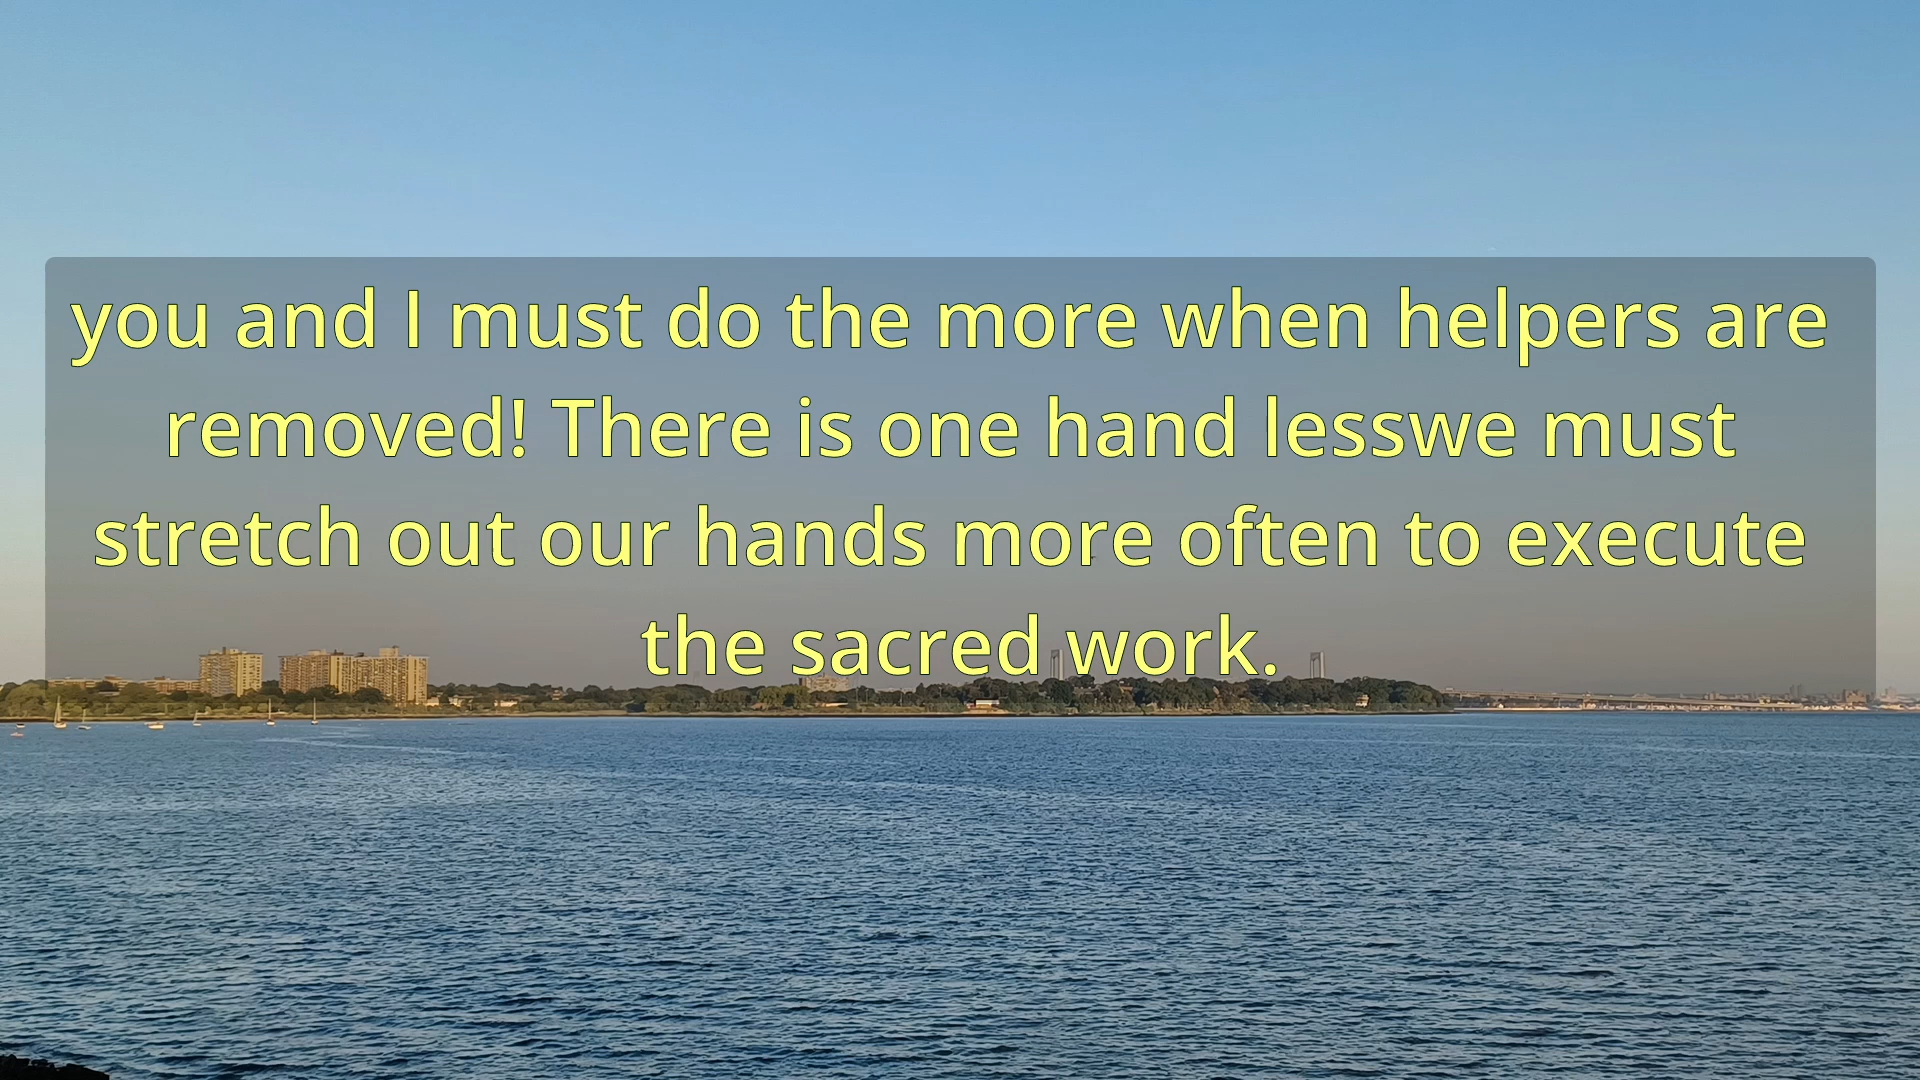 you and I must do the more when helpers are
removed! There is one hand lesswe must
stretch out our hands more often to execute
the sacred work.